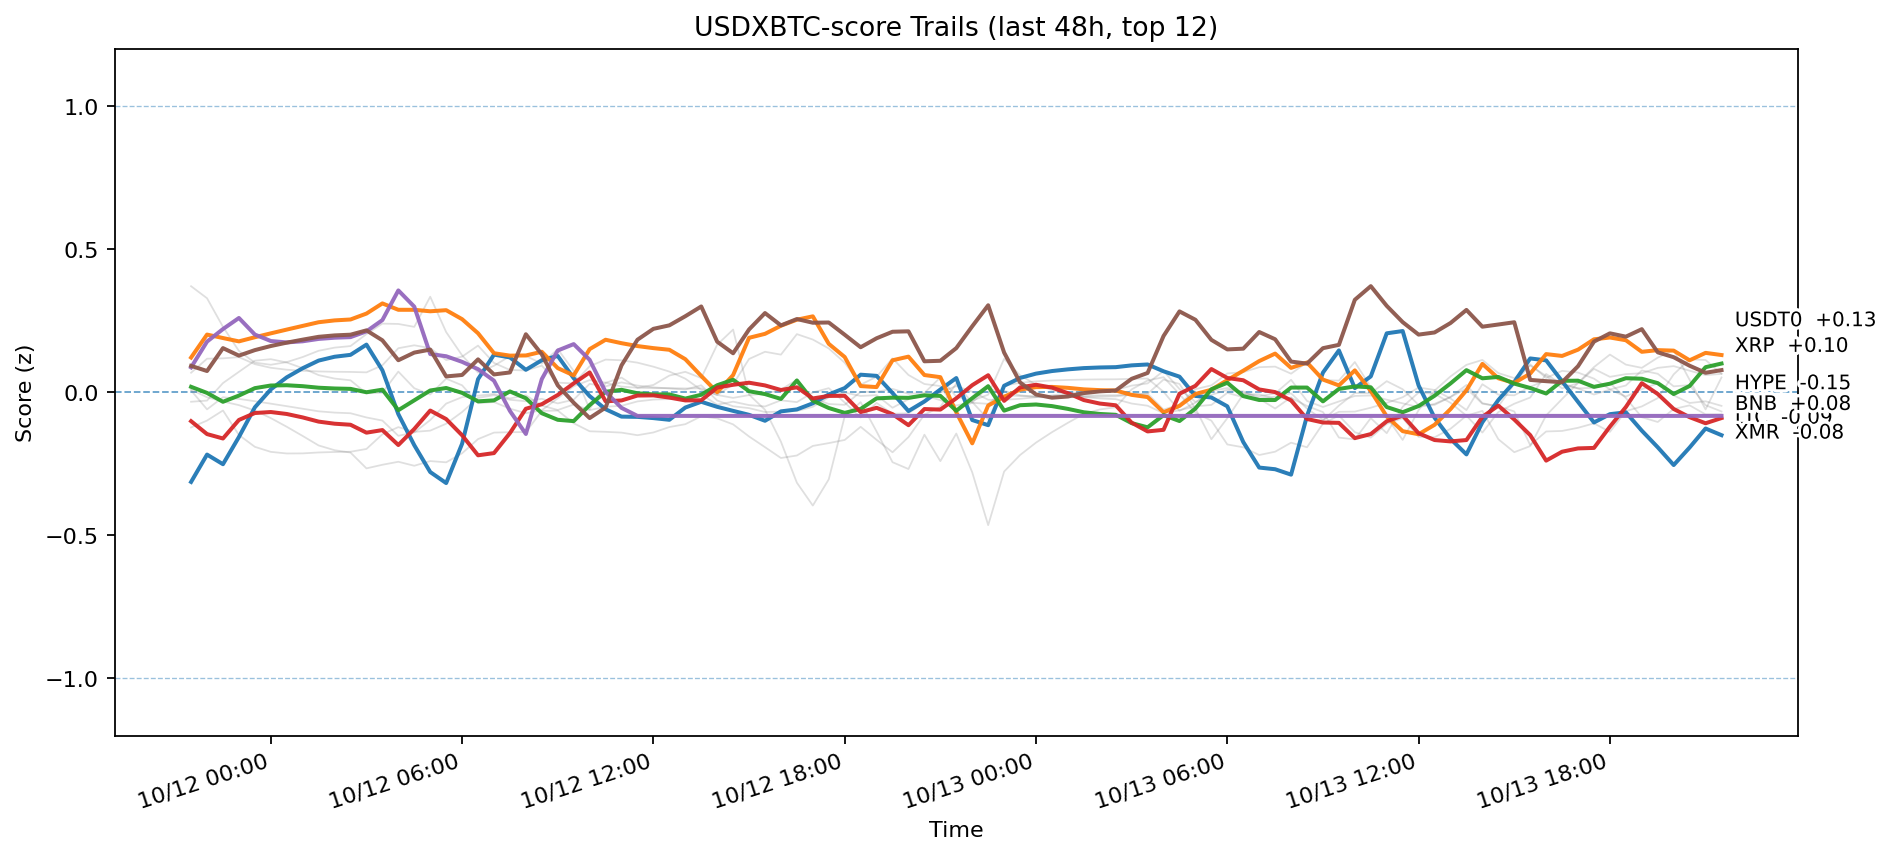 USDXBTC-score Trails (last 48h, top 12)
1.0
0.5
0.0
−0.5
−1.0
Score (z)
USDT0 +0.13
XRP +0.10
HYPE -0.15
BNB +0.08
-0.09
XMR -0.08
10/12 00:00
10/12 06:00
10/12 12:00
10/12 18:00
10/13 00:00
10/13 06:00
10/13 12:00
10/13 18:00
Time